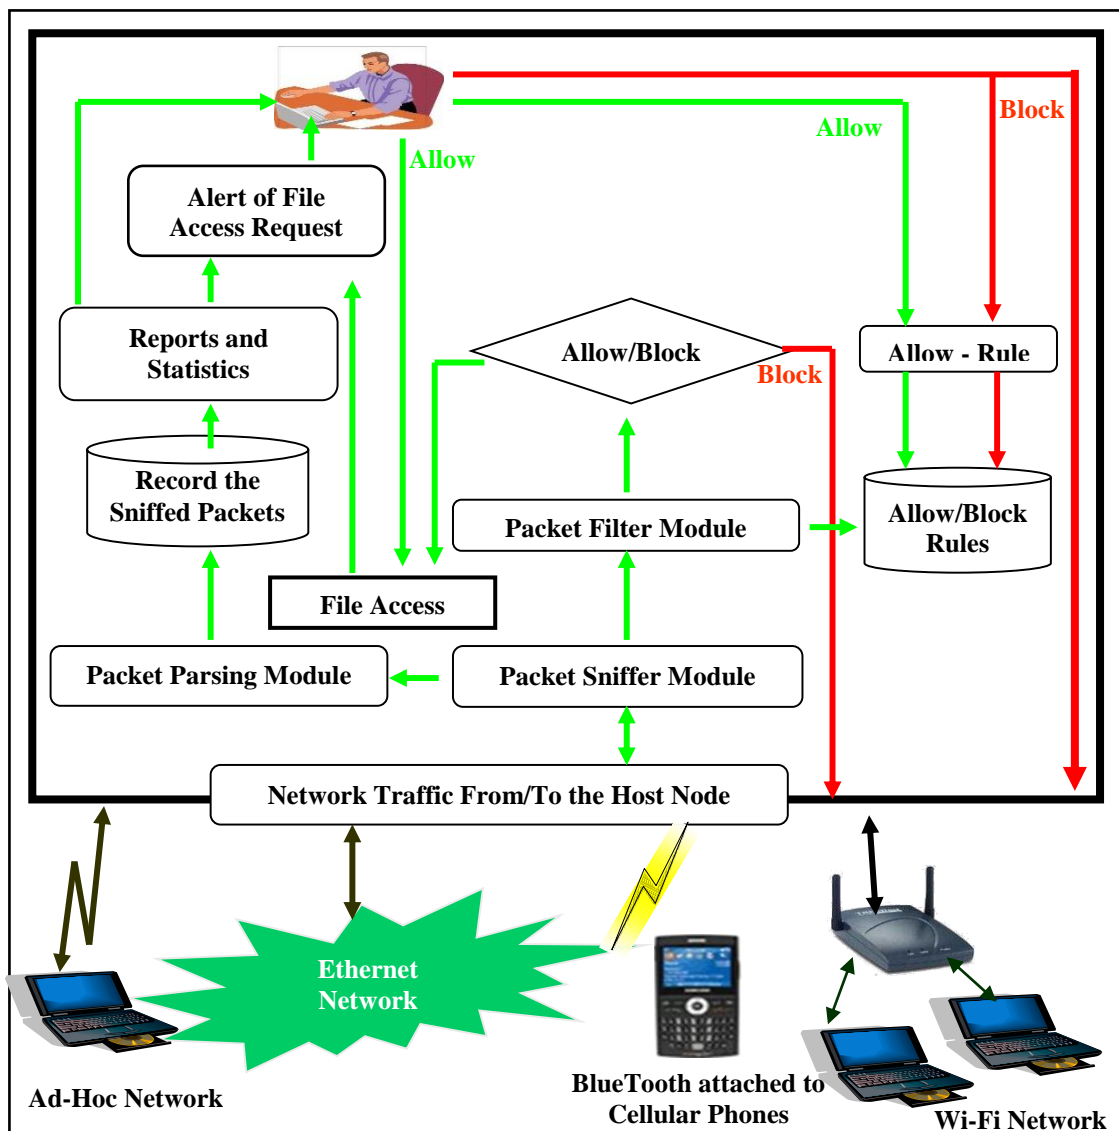 Block
Allow
Allow
Alert of File
Access Request
Reports and
Statistics
Allow/Block
Block
Allow - Rule
Record the
Sniffed Packets
Packet Filter Module
Allow/Block
Rules
File Access
Packet Parsing Module
Packet Sniffer Module
Network Traffic From/To the Host Node
Ethernet
Network
Ad-Hoc Network
BlueTooth attached to
Cellular Phones
Wi-Fi Network